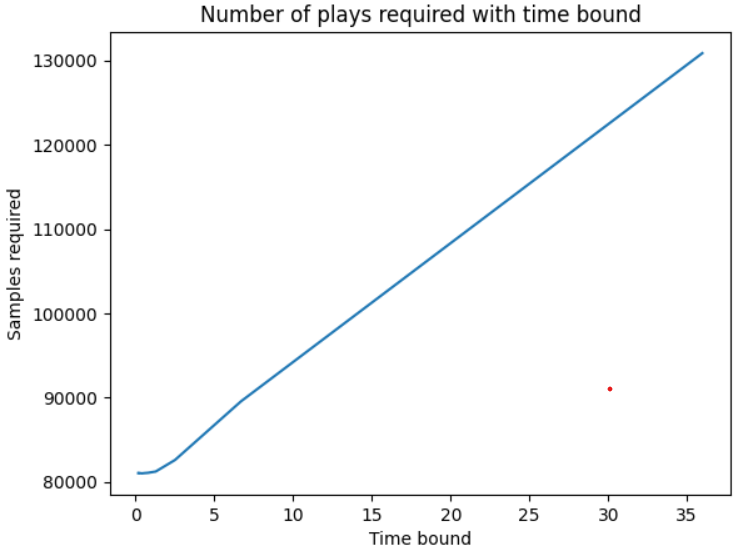 Number of plays required with time bound
130000
120000
110000
100000
90000
80000
Samples required
0 5 10 15 20 25 30 35
Time bound